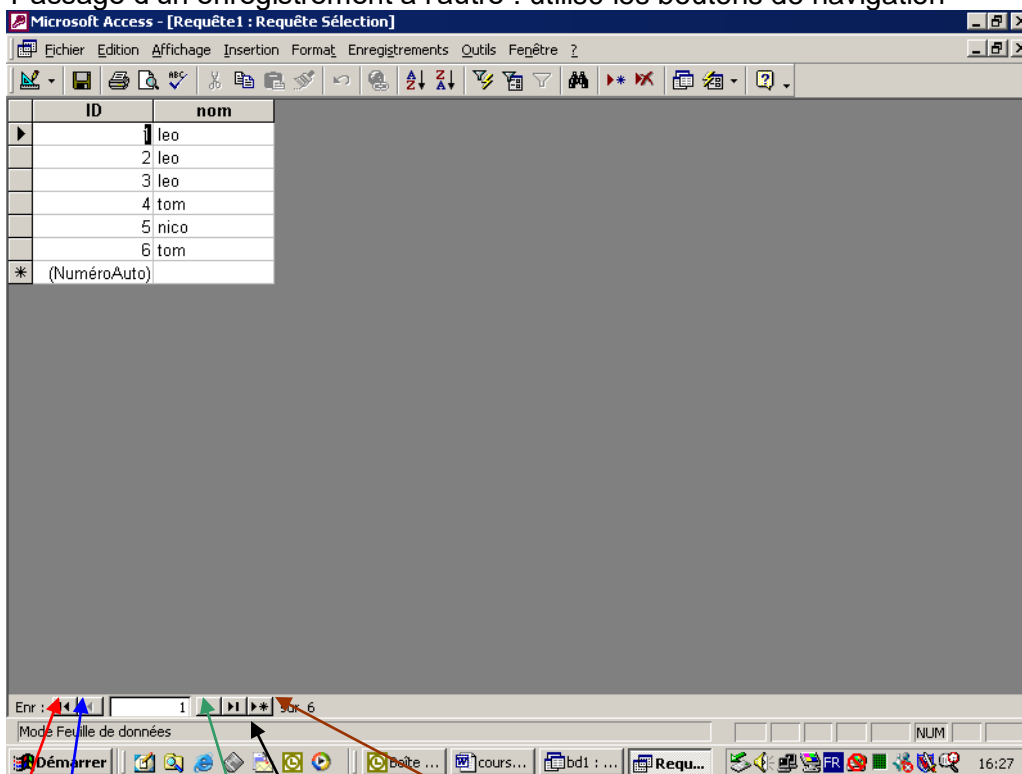 Passage d'un enregistrement à l'autre : utilise les boutons de navigation
Microsoft Access - [Requête1 : Requête Sélection]
Fichier Edition Affichage Insertion Format Enregistrements Outils Fenêtre ?
ID nom
1 leo
2 leo
3 leo
4 tom
5 nico
6 tom
(NuméroAuto)
Enr : 1 sur 6
Mode Feuille de données NUM
Démarrer Boîte ... cours... bd1 : ... Requ... FR 16:27